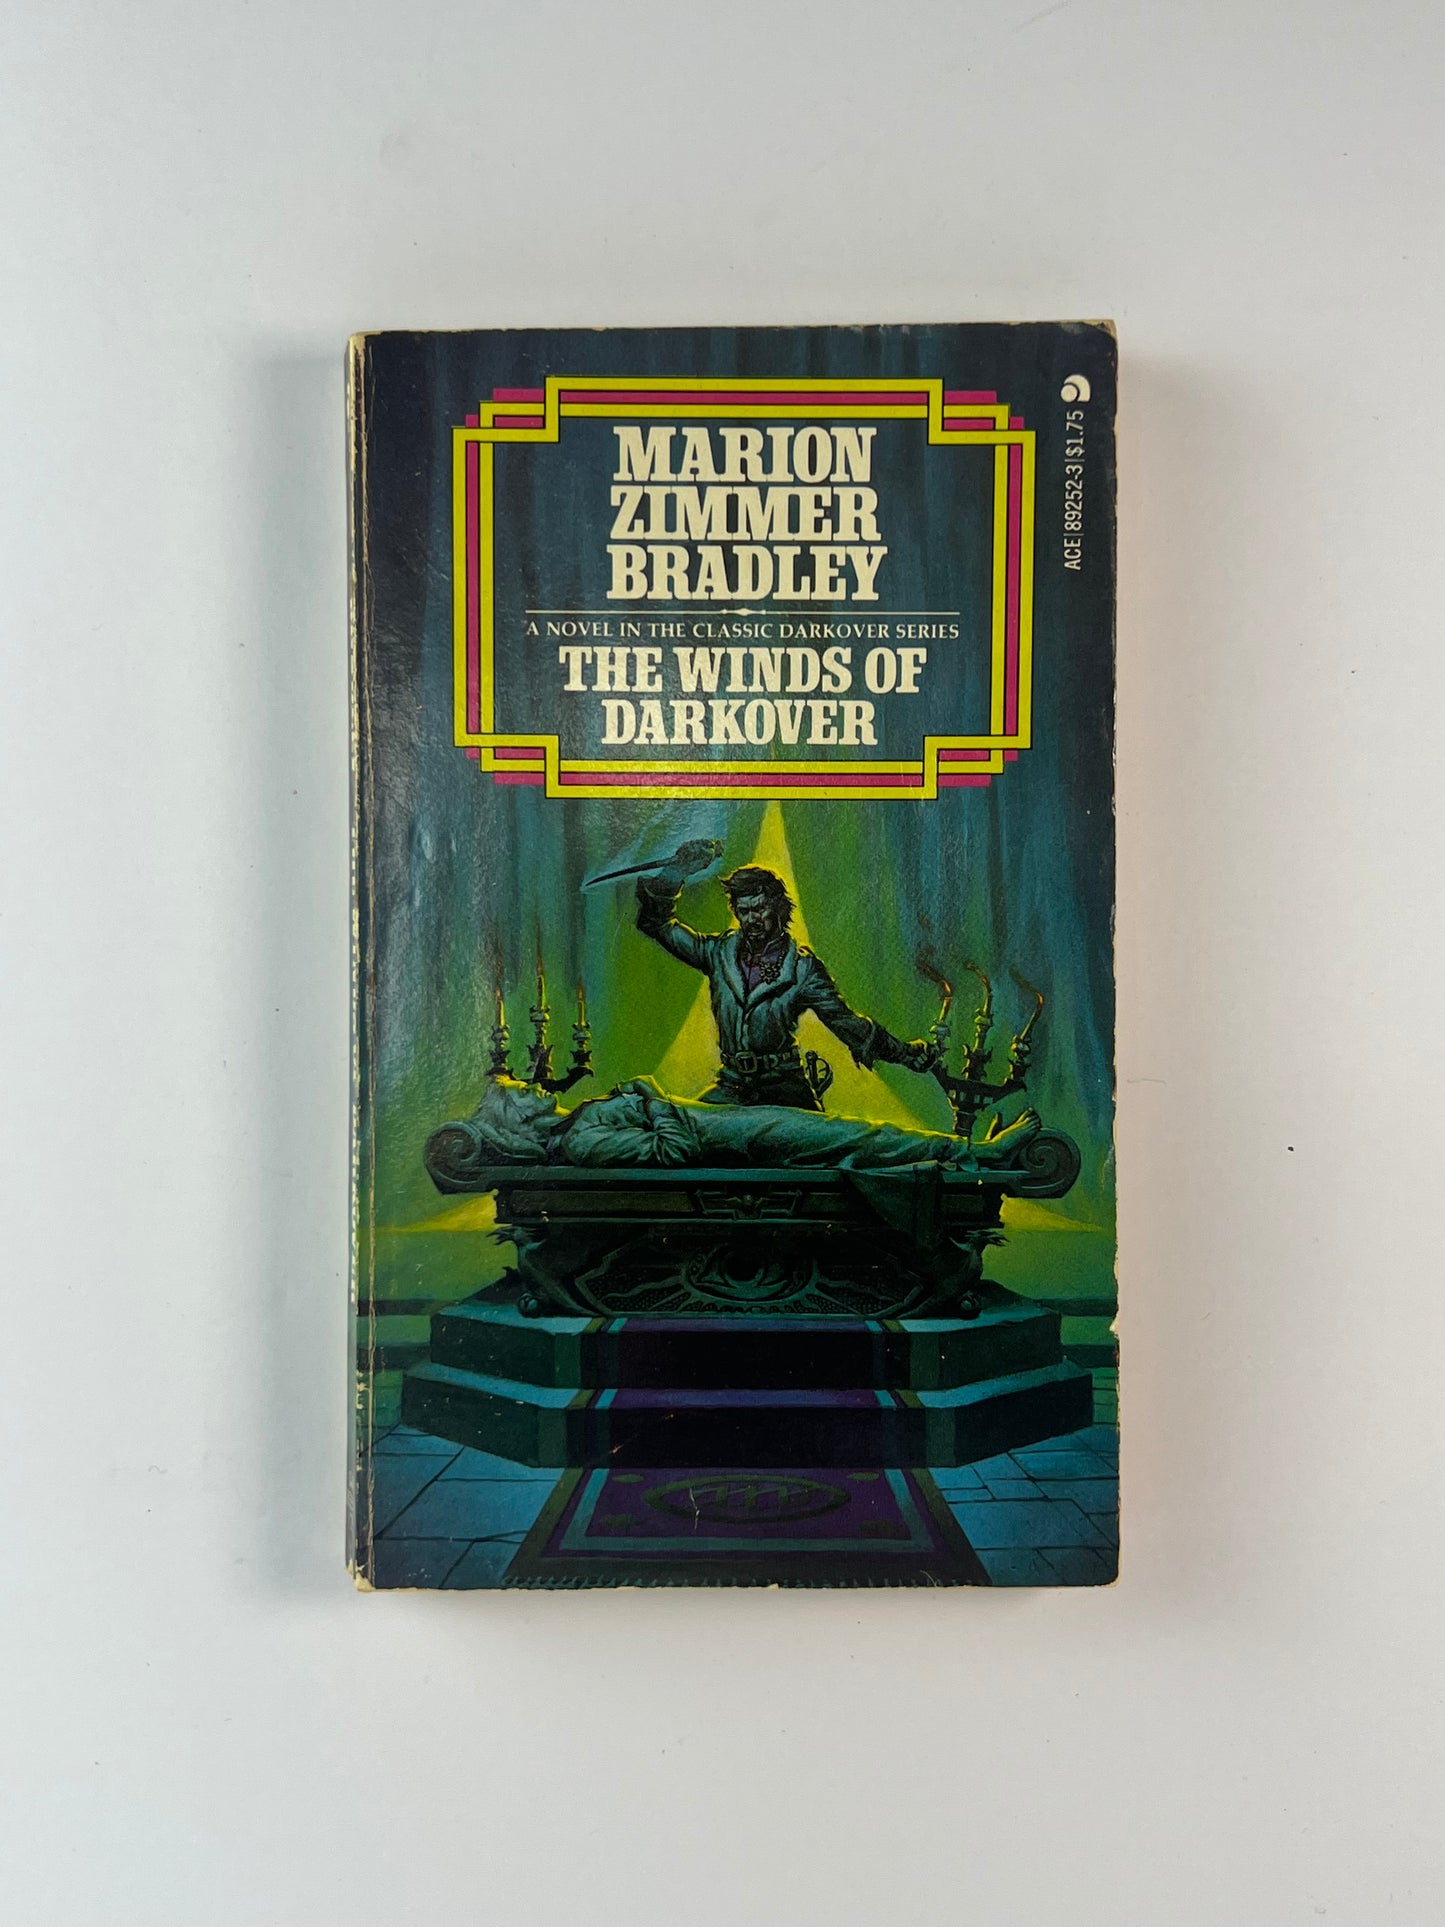 MARION
ZIMMER
BRADLEY
A NOVEL IN THE CLASSIC DARKOVER SERIES
THE WINDS OF
DARKOVER
ACE|89252-3|$1.75